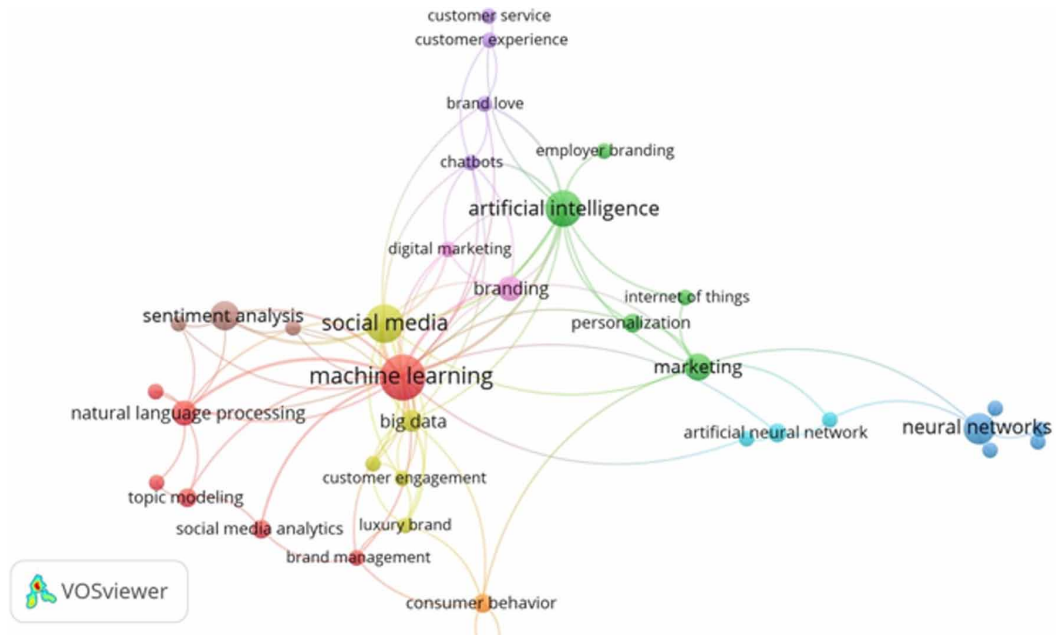 customer service
customer experience
brand love
employer branding
chatbots
artificial intelligence
digital marketing
branding
internet of things
sentiment analysis
social media
personalization
marketing
machine learning
natural language processing
big data
artificial neural network
neural networks
customer engagement
topic modeling
social media analytics
luxury brand
brand management
VOSviewer
consumer behavior